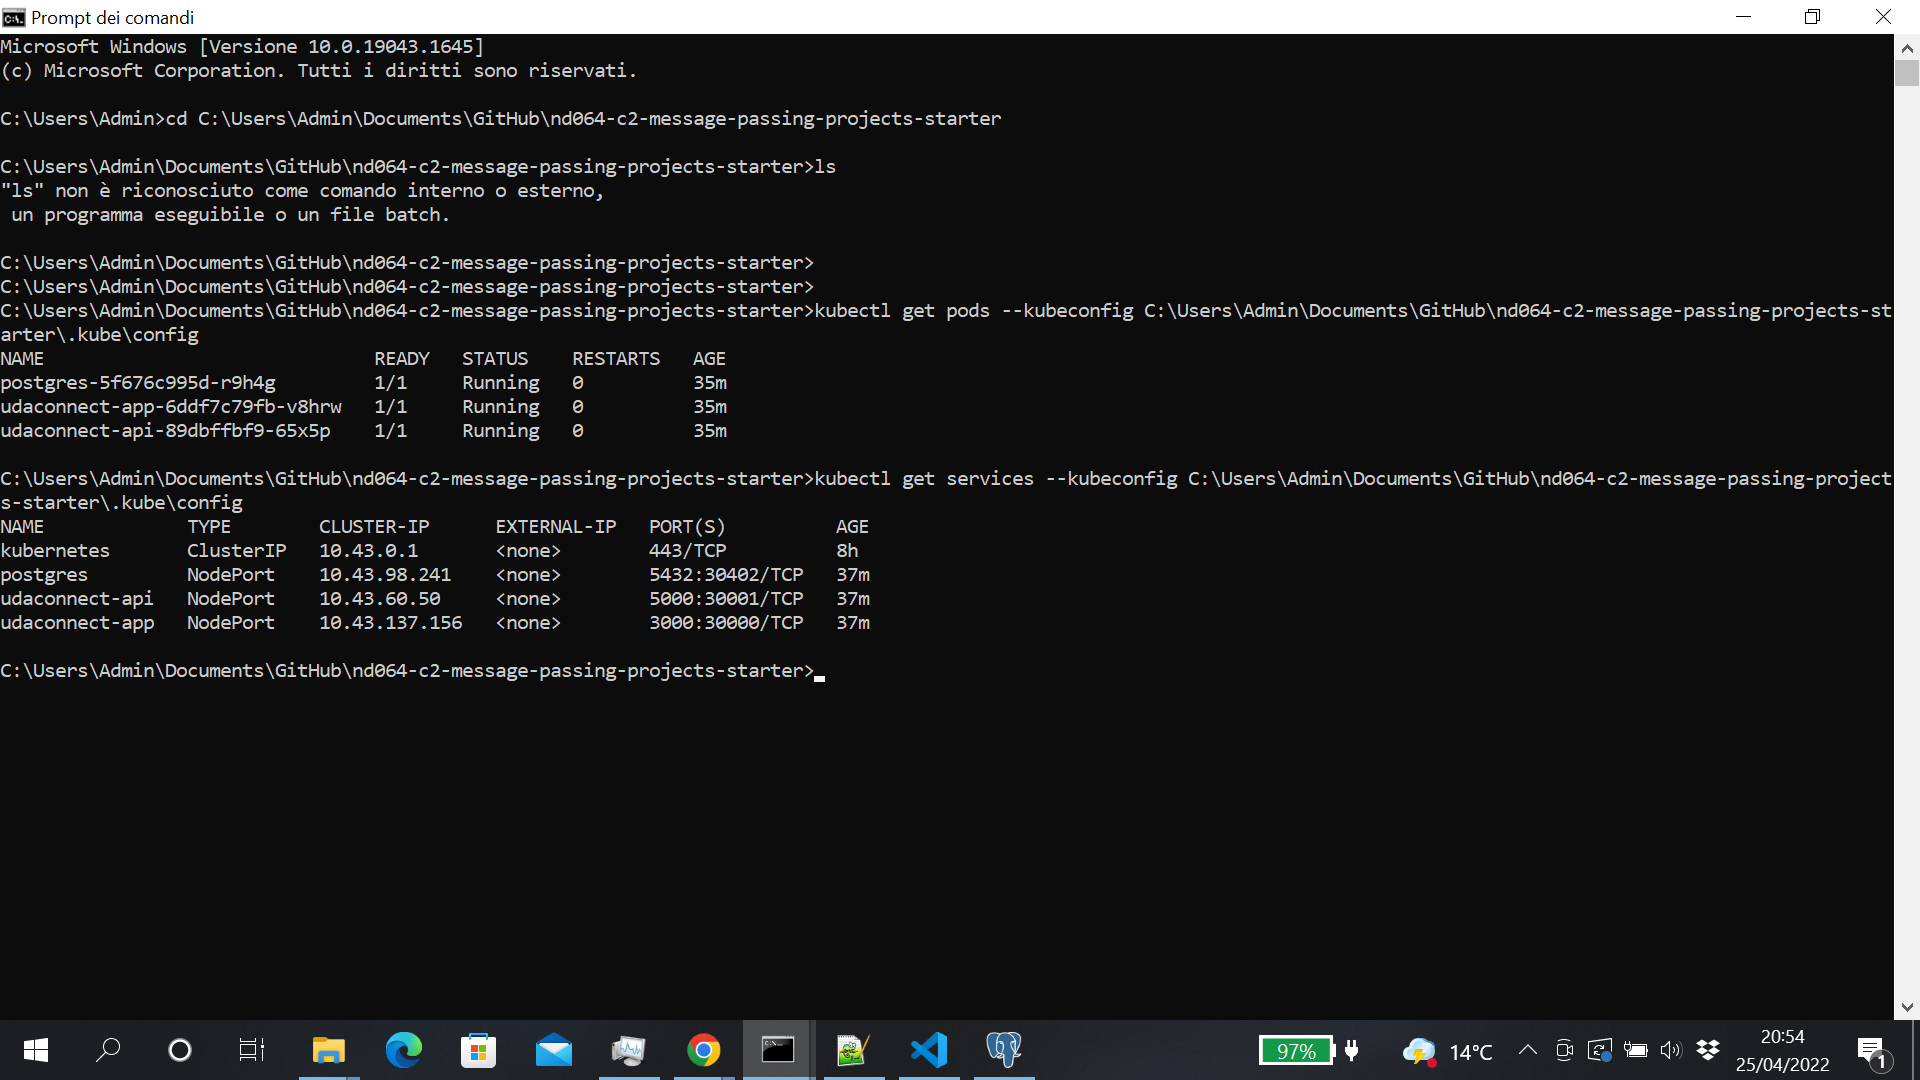 Prompt dei comandi
Microsoft Windows [Versione 10.0.19043.1645]
(c) Microsoft Corporation. Tutti i diritti sono riservati.
C:\Users\Admin>cd C:\Users\Admin\Documents\GitHub\nd064-c2-message-passing-projects-starter
C:\Users\Admin\Documents\GitHub\nd064-c2-message-passing-projects-starter>ls
"ls" non è riconosciuto come comando interno o esterno,
 un programma eseguibile o un file batch.
C:\Users\Admin\Documents\GitHub\nd064-c2-message-passing-projects-starter>
C:\Users\Admin\Documents\GitHub\nd064-c2-message-passing-projects-starter>
C:\Users\Admin\Documents\GitHub\nd064-c2-message-passing-projects-starter>kubectl get pods --kubeconfig C:\Users\Admin\Documents\GitHub\nd064-c2-message-passing-projects-st
arter\.kube\config
NAME READY STATUS RESTARTS AGE
postgres-5f676c995d-r9h4g 1/1 Running 0 35m
udaconnect-app-6ddf7c79fb-v8hrw 1/1 Running 0 35m
udaconnect-api-89dbffbf9-65x5p 1/1 Running 0 35m
C:\Users\Admin\Documents\GitHub\nd064-c2-message-passing-projects-starter>kubectl get services --kubeconfig C:\Users\Admin\Documents\GitHub\nd064-c2-message-passing-project
s-starter\.kube\config
NAME TYPE CLUSTER-IP EXTERNAL-IP PORT(S) AGE
kubernetes ClusterIP 10.43.0.1 <none> 443/TCP 8h
postgres NodePort 10.43.98.241 <none> 5432:30402/TCP 37m
udaconnect-api NodePort 10.43.60.50 <none> 5000:30001/TCP 37m
udaconnect-app NodePort 10.43.137.156 <none> 3000:30000/TCP 37m
C:\Users\Admin\Documents\GitHub\nd064-c2-message-passing-projects-starter>
97%
14°C
20:54
25/04/2022
1